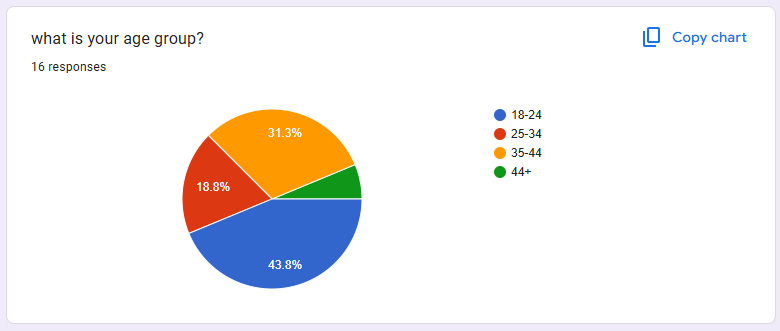 what is your age group?
Copy chart
16 responses
31.3%
18.8%
43.8%
18-24
25-34
35-44
44+